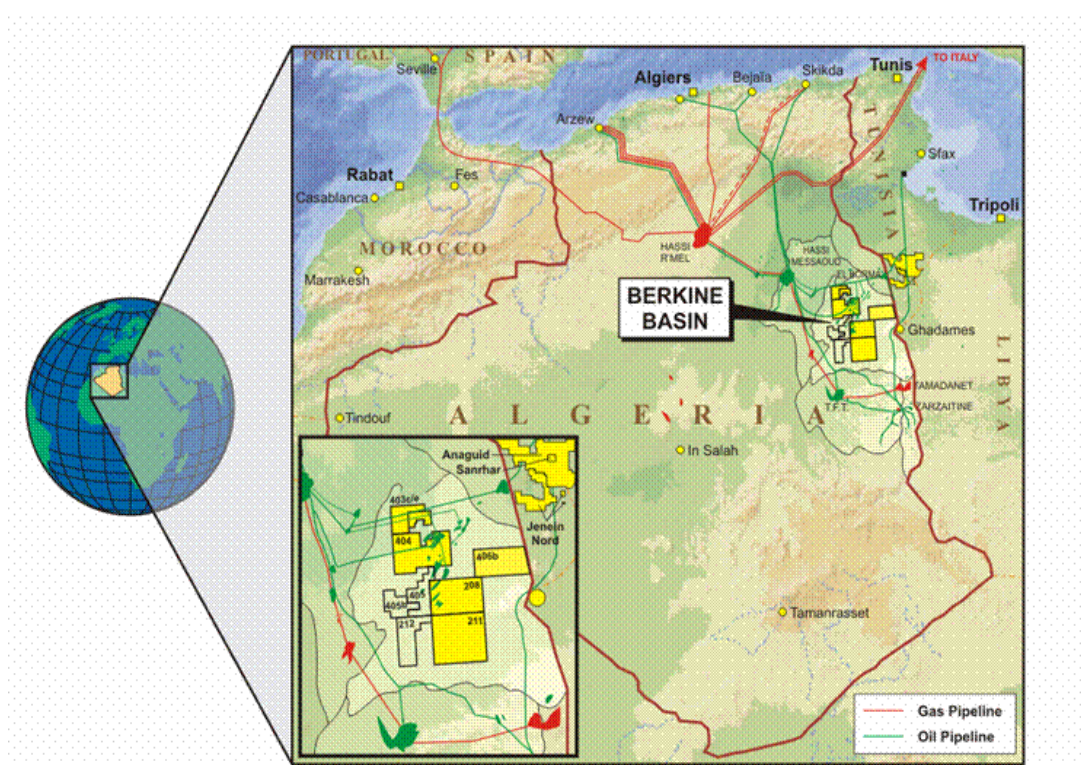 PORTUGAL
SPAIN
Seville
Algiers
Bejaïa
Skikda
Tunis
TO ITALY
Arzew
TUNISIA
Sfax
Rabat
Fes
Casablanca
Tripoli
MOROCCO
HASSI
R'MEL
HASSI
MESSAOUD
EL BORMA
Marrakesh
BERKINE
BASIN
Ghadames
LIBYA
TAMADANET
T.F.T.
ZARZAITINE
Tindouf
ALGERIA
In Salah
Anaguid
Sanrhar
403c/e
Jenein
Nord
404
406b
405
208
405b
212
211
Tamanrasset
Gas Pipeline
Oil Pipeline